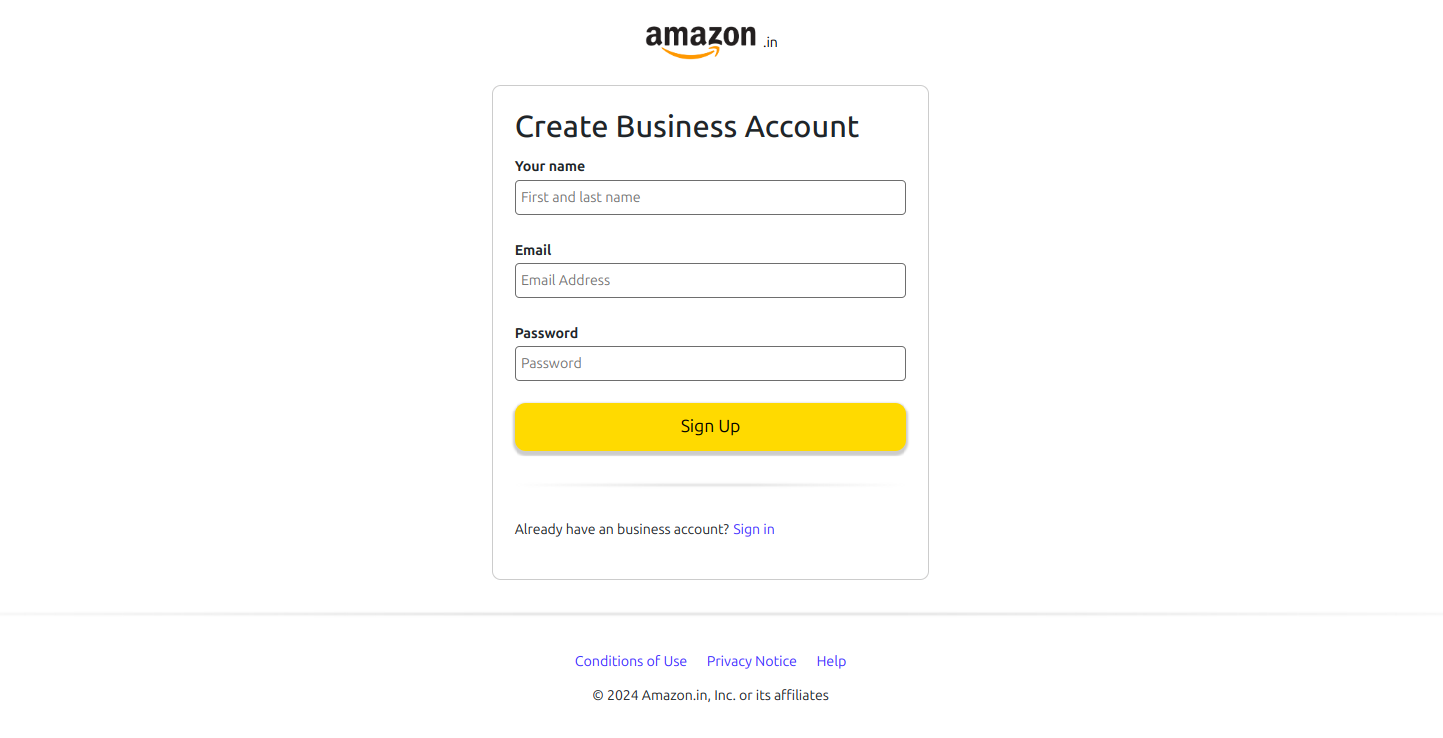 amazon .in
Create Business Account
Your name
First and last name
Email
Email Address
Password
Password
Sign Up
Already have an business account? Sign in
Conditions of Use Privacy Notice Help
© 2024 Amazon.in, Inc. or its affiliates